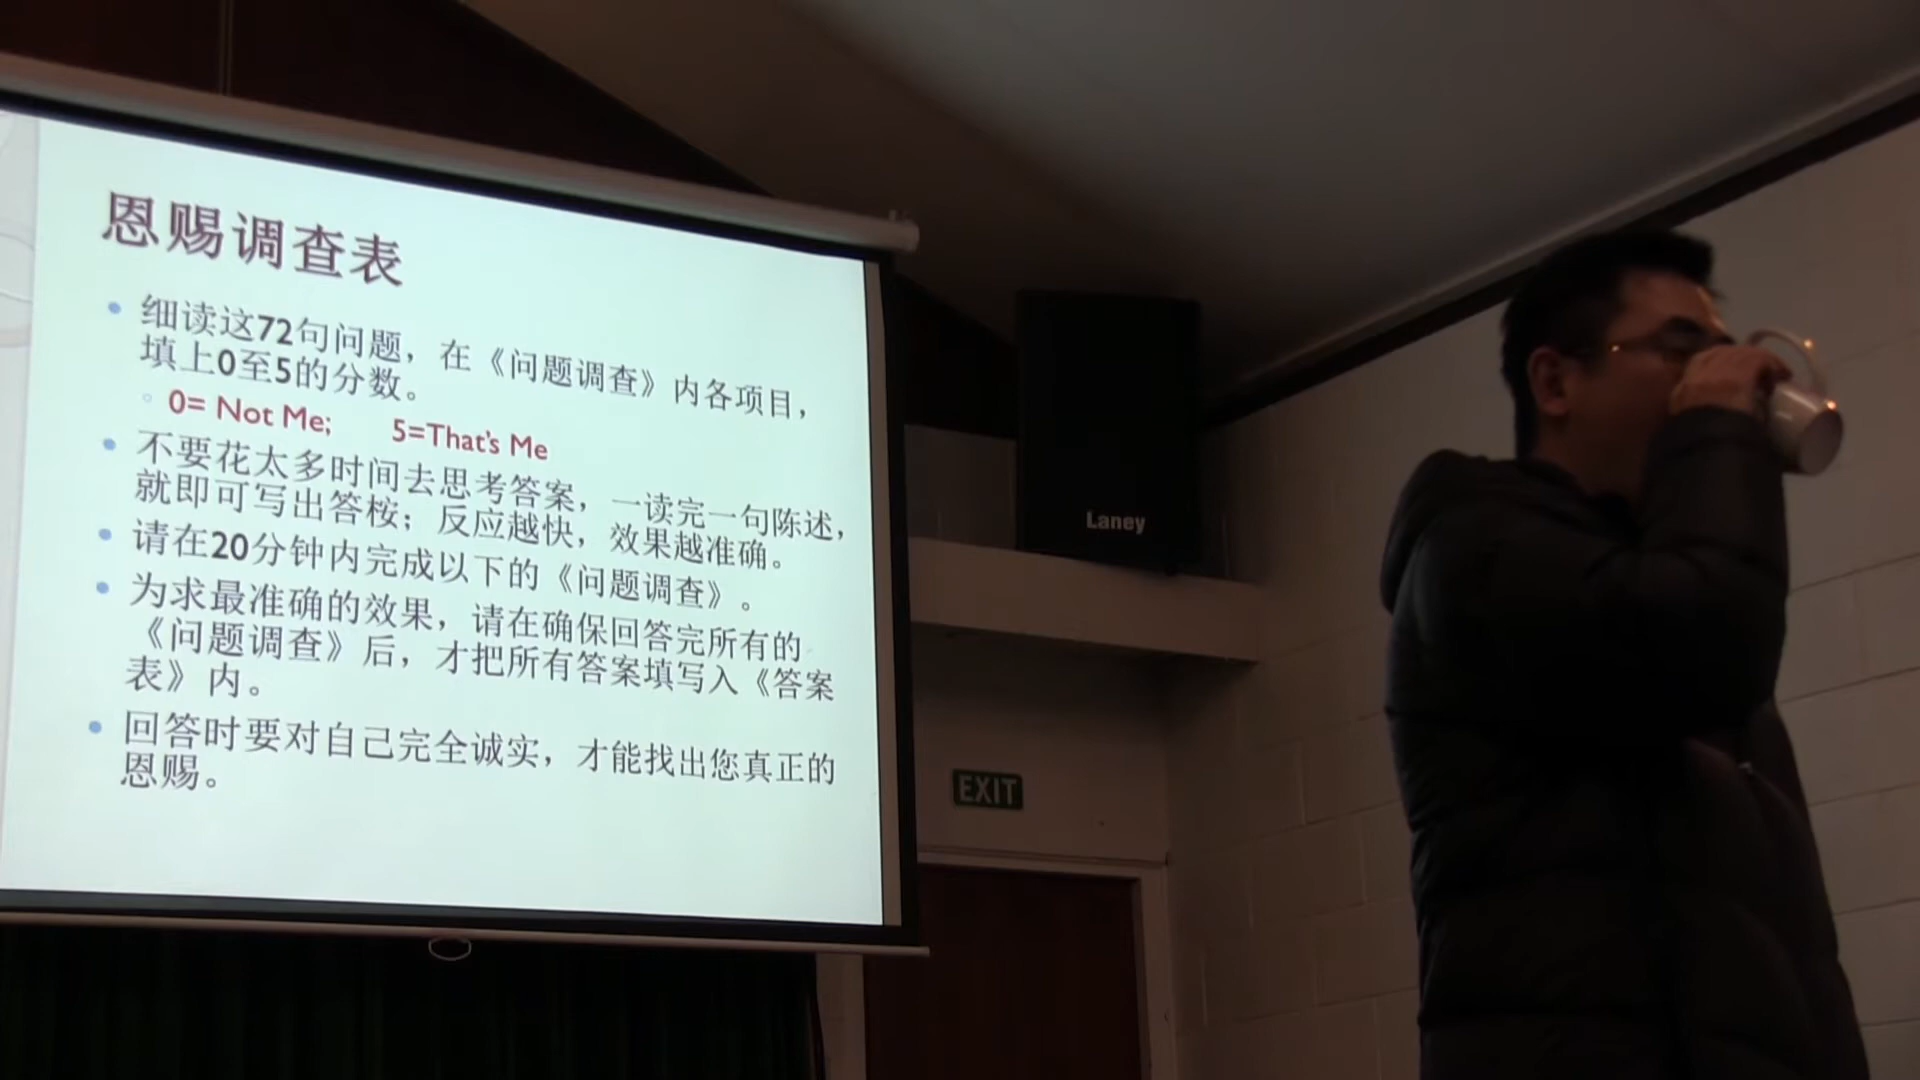 恩赐调查表
细读这72句问题，在《问题调查》内各项目，
填上0至5的分数。
0= Not Me; 5=That's Me
不要花太多时间去思考答案，一读完一句陈述，
就即可写出答桉；反应越快，效果越准确。
请在20分钟内完成以下的《问题调查》。
为求最准确的效果，请在确保回答完所有的
《问题调查》后，才把所有答案填写入《答案
表》内。
回答时要对自己完全诚实，才能找出您真正的
恩赐。
Laney
EXIT